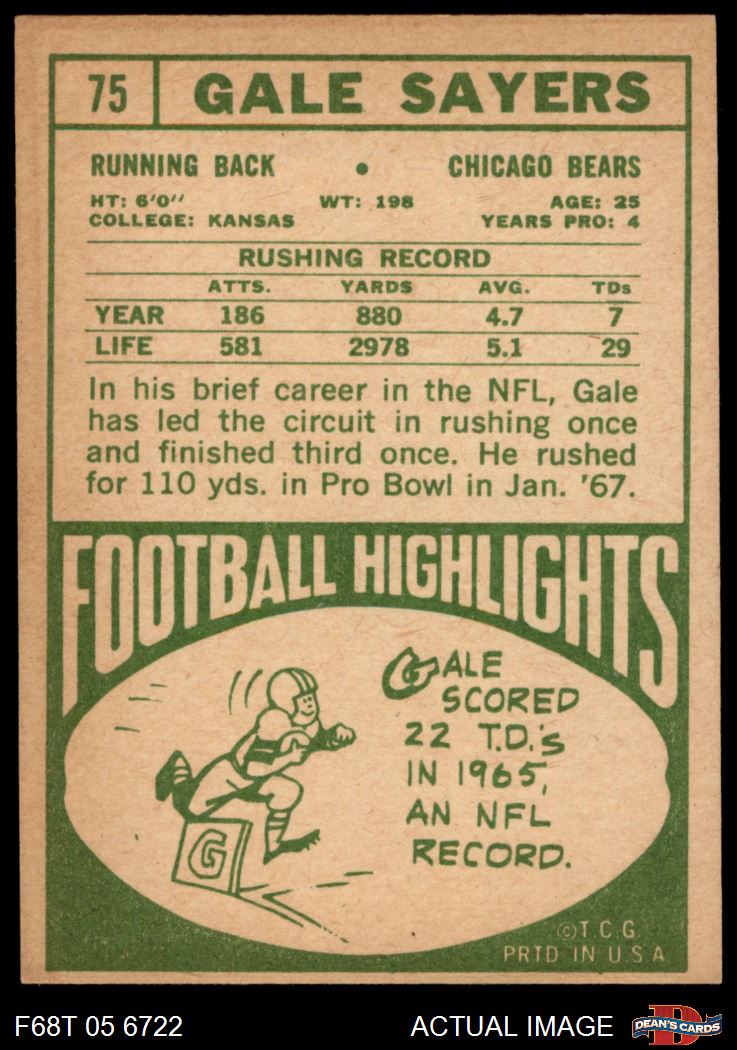 75 GALE SAYERS
RUNNING BACK • CHICAGO BEARS
HT: 6'0'' WT: 198 AGE: 25
COLLEGE: KANSAS YEARS PRO: 4
RUSHING RECORD
ATTS. YARDS AVG. TDs
YEAR 186 880 4.7 7
LIFE 581 2978 5.1 29
In his brief career in the NFL, Gale
has led the circuit in rushing once
and finished third once. He rushed
for 110 yds. in Pro Bowl in Jan. '67.
FOOTBALL HIGHLIGHTS
GALE
SCORED
22 T.D.'s
IN 1965,
AN NFL
RECORD.
G
©T.C.G.
PRTD IN U.S.A
F68T 05 6722 ACTUAL IMAGE D DEAN'S CARDS